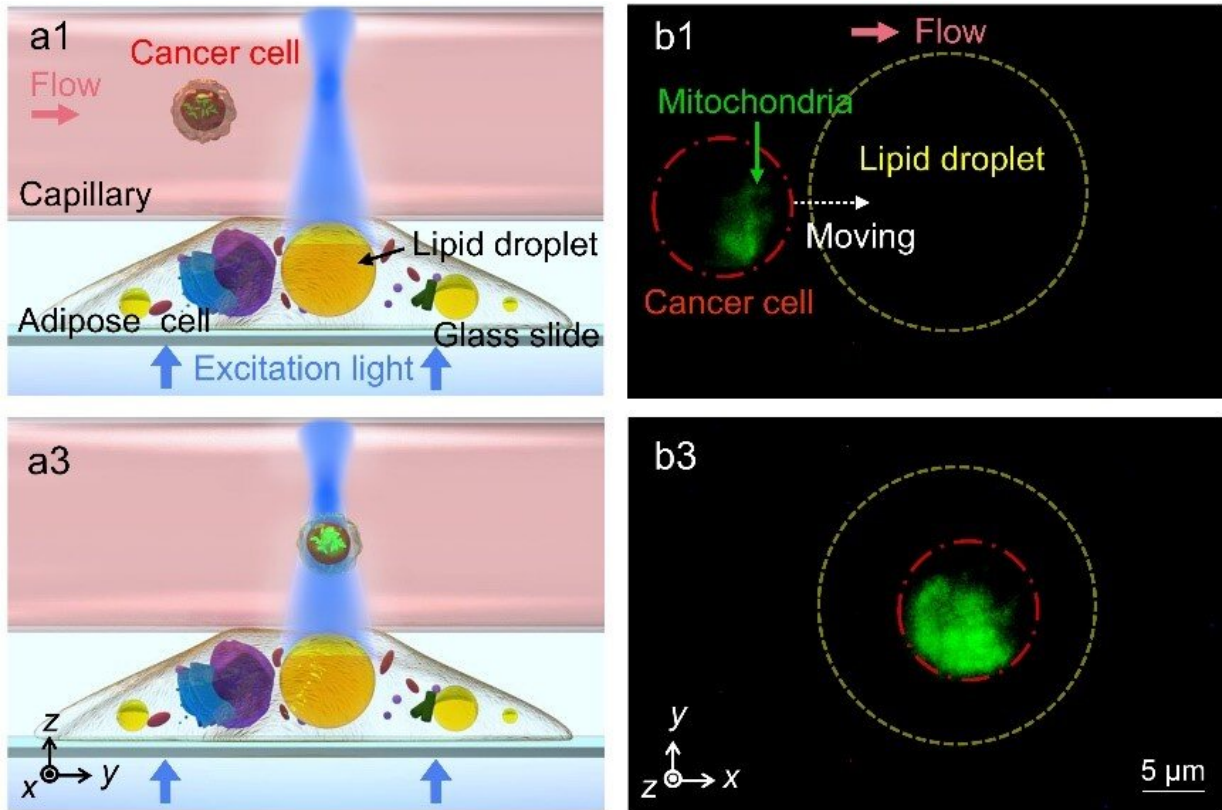 a1
Cancer cell
Flow
Capillary
Lipid droplet
Adipose cell
Glass slide
Excitation light
b1
Flow
Mitochondria
Lipid droplet
Moving
Cancer cell
a3
z
x
y
b3
y
z
x
5 μm